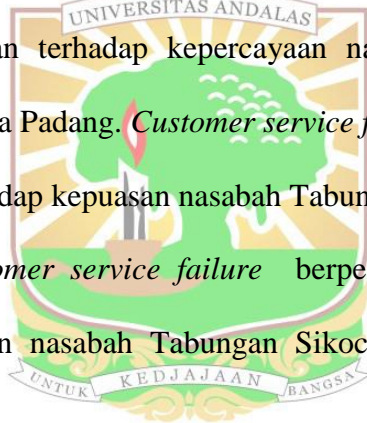 UNIVERSITAS ANDALAS
an terhadap kepercayaan na
a Padang. Customer service f
dap kepuasan nasabah Tabun
omer service failure berpe
n nasabah Tabungan Sikoc
UNTUK KEDJAJAAN BANGSA